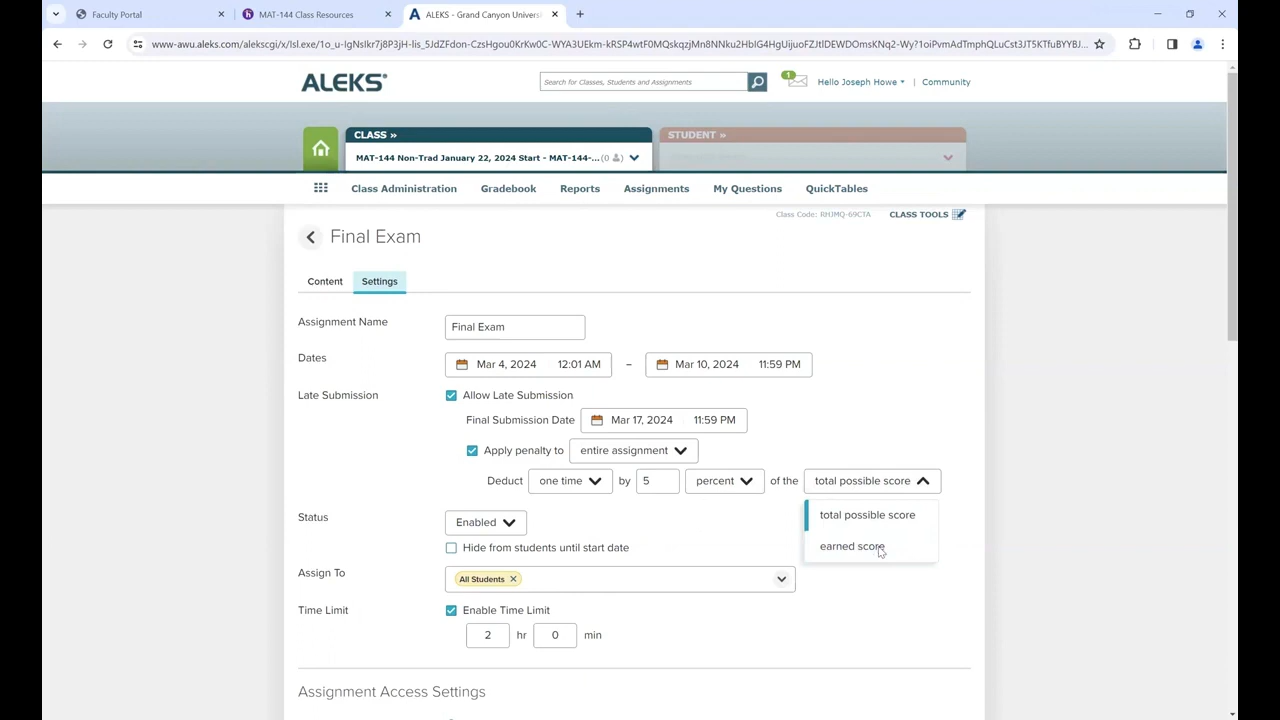 Faculty Portal
MAT-144 Class Resources
ALEKS - Grand Canyon Universi
ALEKS
Search for Classes, Students and Assignments
1
Hello Joseph Howe
Community
CLASS »
STUDENT »
MAT-144 Non-Trad January 22, 2024 Start - MAT-144-... (0
Class Administration
Gradebook
Reports
Assignments
My Questions
QuickTables
Class Code: RHJMQ-69CTA
CLASS TOOLS
Final Exam
Content
Settings
Assignment Name
Final Exam
Dates
Mar 4, 2024 12:01 AM – Mar 10, 2024 11:59 PM
Late Submission
Allow Late Submission
Final Submission Date Mar 17, 2024 11:59 PM
Apply penalty to entire assignment
Deduct one time by 5 percent of the total possible score
total possible score
earned score
Status
Enabled
Hide from students until start date
Assign To
All Students
Time Limit
Enable Time Limit
2 hr 0 min
Assignment Access Settings